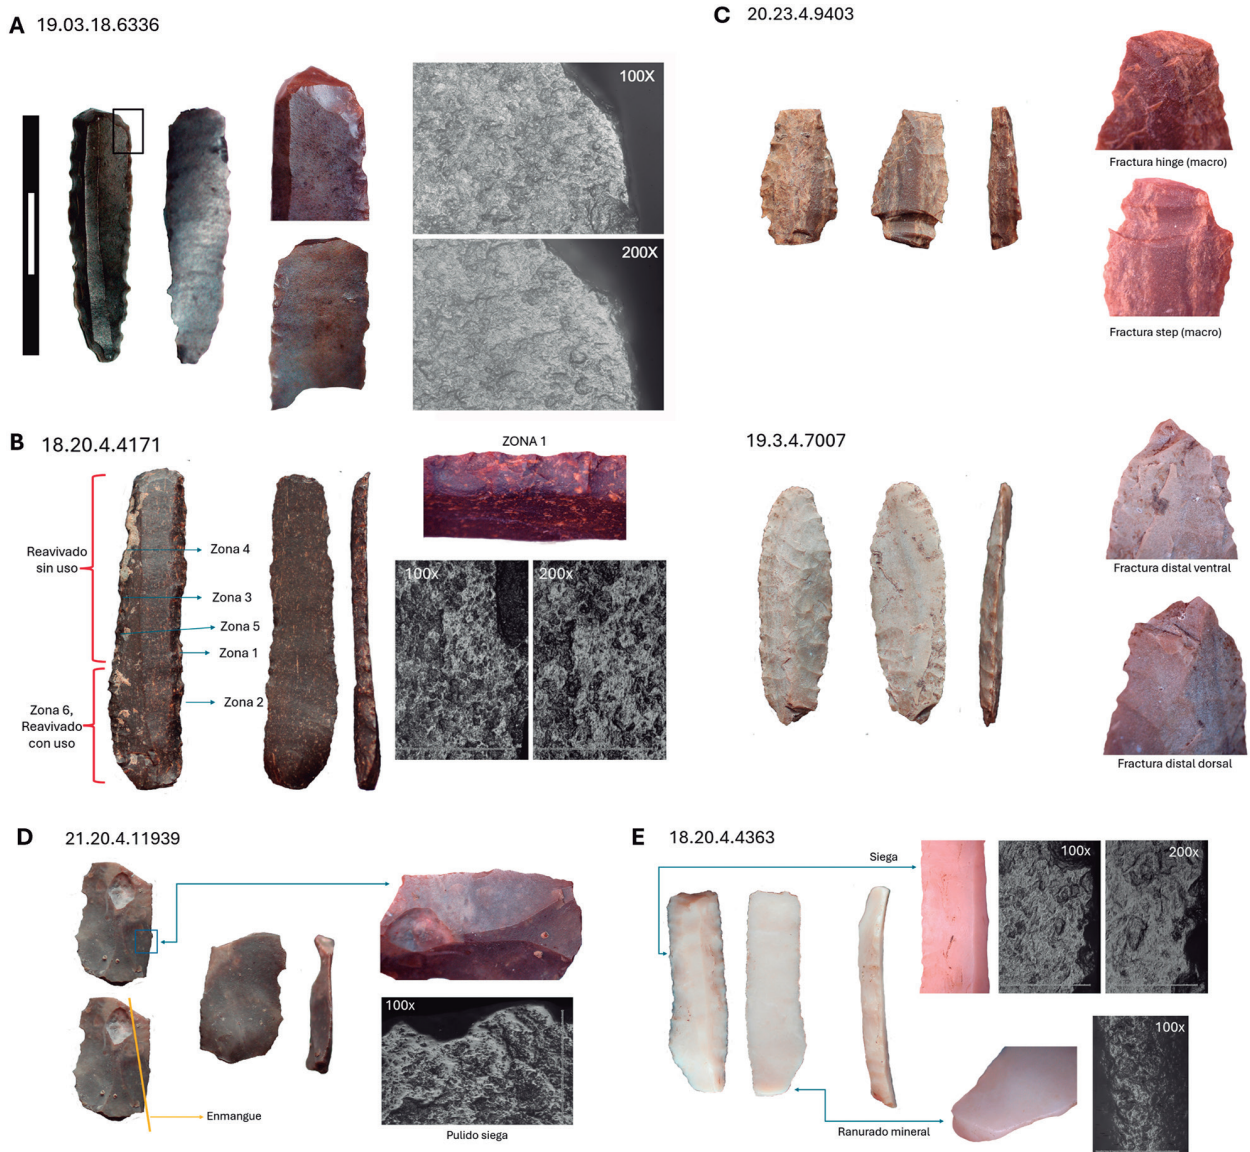 A 19.03.18.6336
100X
200X
B 18.20.4.4171
Reavivado
sin uso
Zona 4
Zona 3
Zona 5
Zona 1
Zona 2
Zona 6,
Reavivado
con uso
ZONA 1
100x
200x
C 20.23.4.9403
Fractura hinge (macro)
Fractura step (macro)
19.3.4.7007
Fractura distal ventral
Fractura distal dorsal
D 21.20.4.11939
Enmangue
100x
Pulido siega
E 18.20.4.4363
Siega
100x
200x
Ranurado mineral
100x